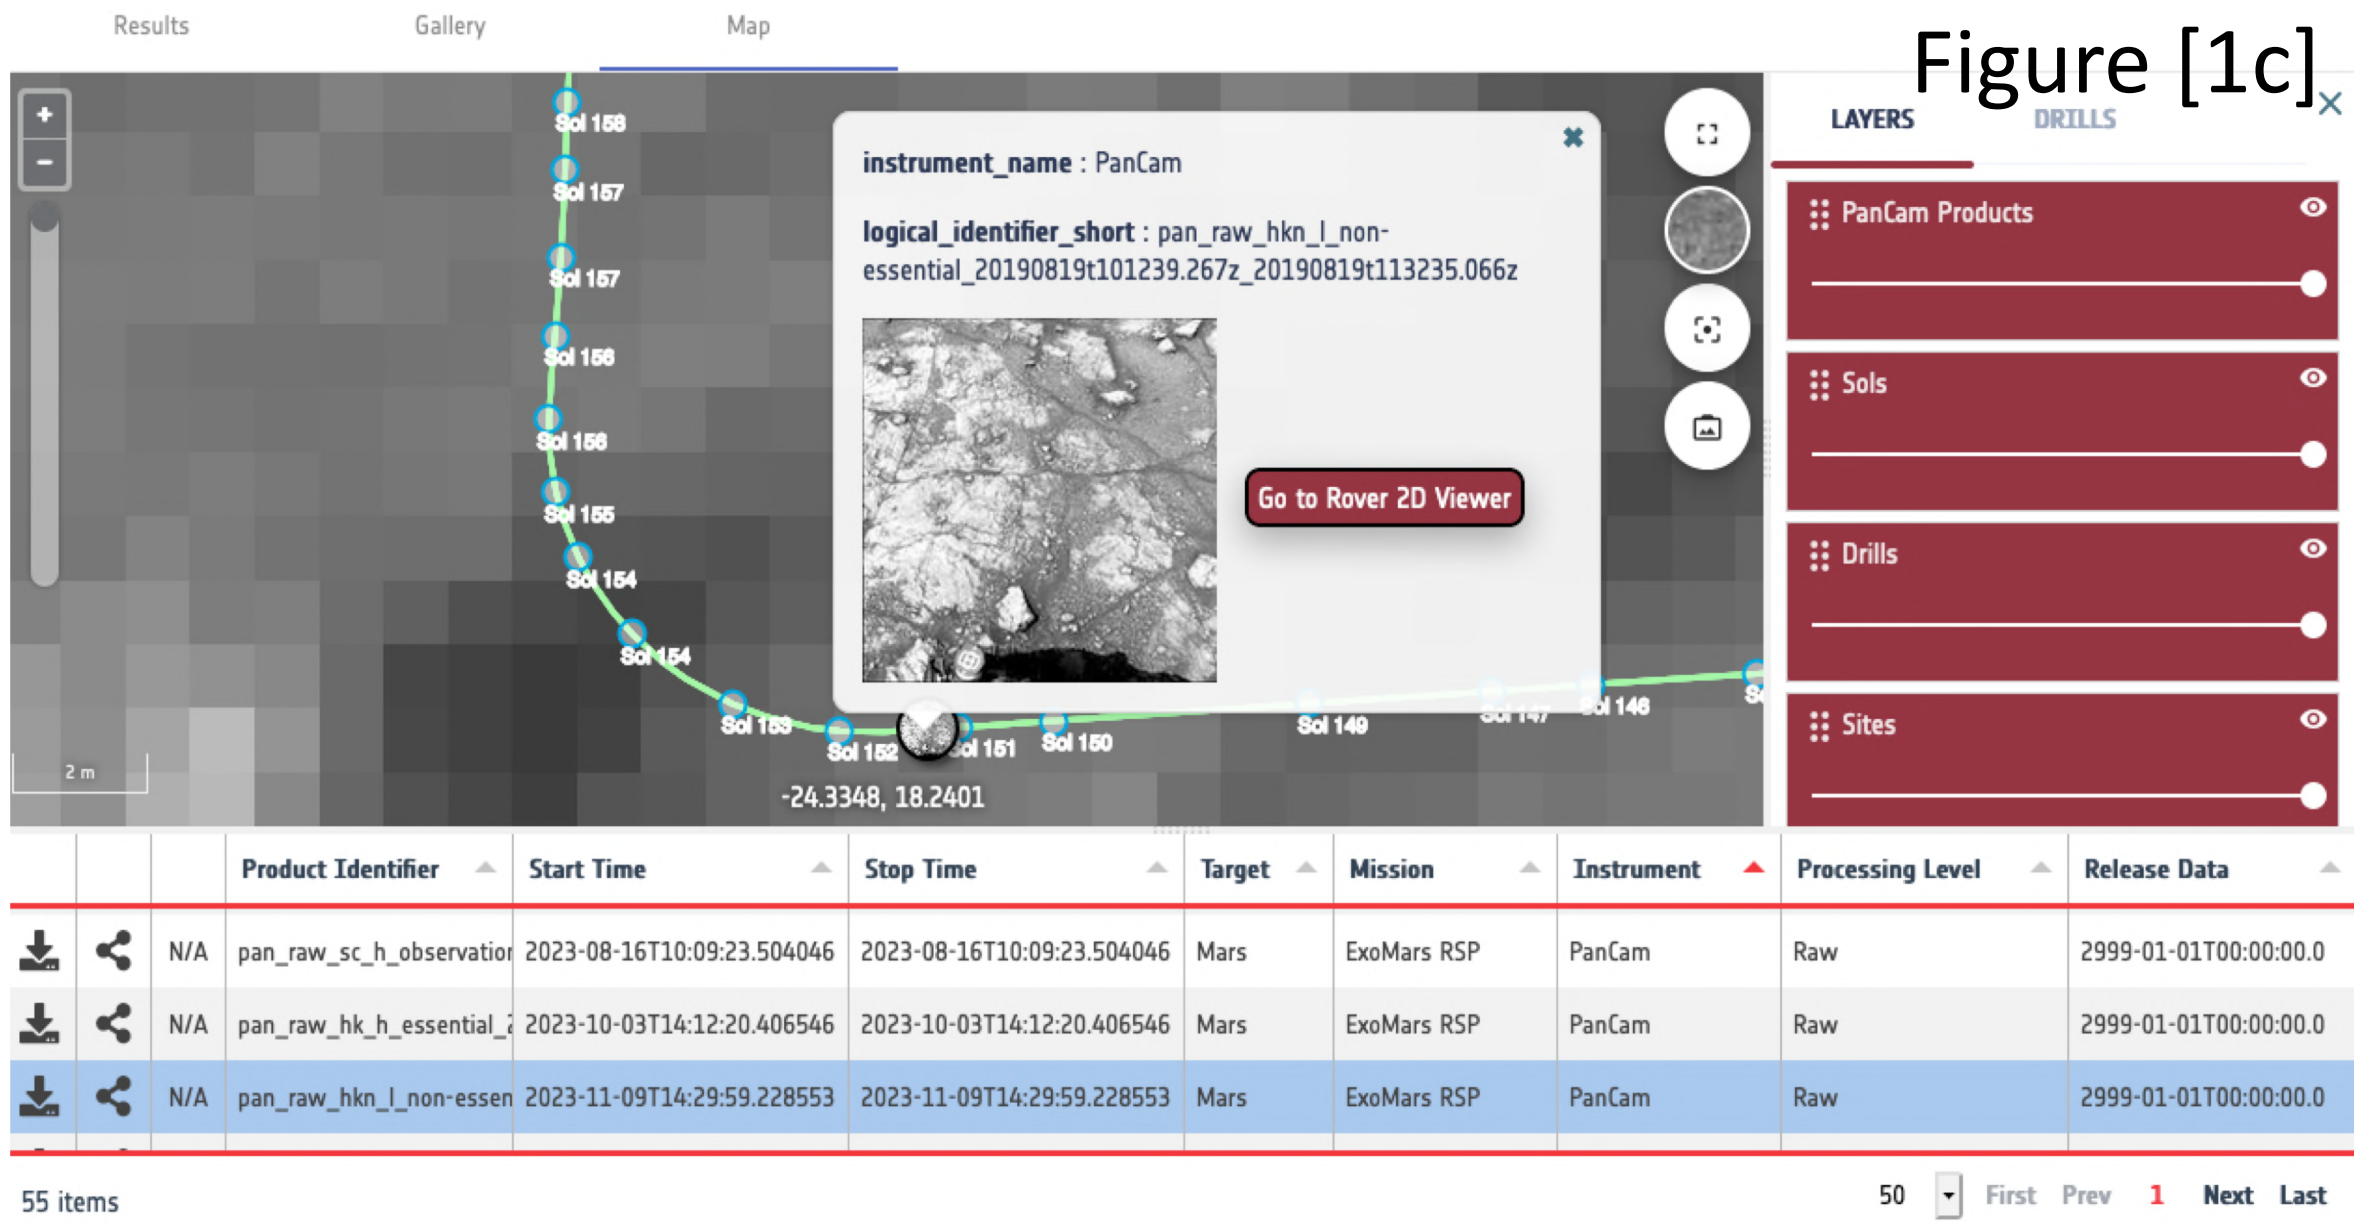 Results Gallery Map
Figure [1c]
+
−
LAYERS DRILLS
PanCam Products
Sols
Drills
Sites
Sol 158
Sol 157
Sol 157
Sol 156
Sol 156
Sol 155
Sol 154
Sol 154
Sol 153
Sol 152
Sol 151
Sol 150
Sol 149
Sol 147
Sol 146
instrument_name : PanCam
logical_identifier_short : pan_raw_hkn_l_non-
essential_20190819t101239.267z_20190819t113235.066z
Go to Rover 2D Viewer
2 m
-24.3348, 18.2401
Product Identifier Start Time Stop Time Target Mission Instrument Processing Level Release Data
N/A pan_raw_sc_h_observation 2023-08-16T10:09:23.504046 2023-08-16T10:09:23.504046 Mars ExoMars RSP PanCam Raw 2999-01-01T00:00:00.0
N/A pan_raw_hk_h_essential_2 2023-10-03T14:12:20.406546 2023-10-03T14:12:20.406546 Mars ExoMars RSP PanCam Raw 2999-01-01T00:00:00.0
N/A pan_raw_hkn_l_non-essen 2023-11-09T14:29:59.228553 2023-11-09T14:29:59.228553 Mars ExoMars RSP PanCam Raw 2999-01-01T00:00:00.0
55 items
50 First Prev 1 Next Last